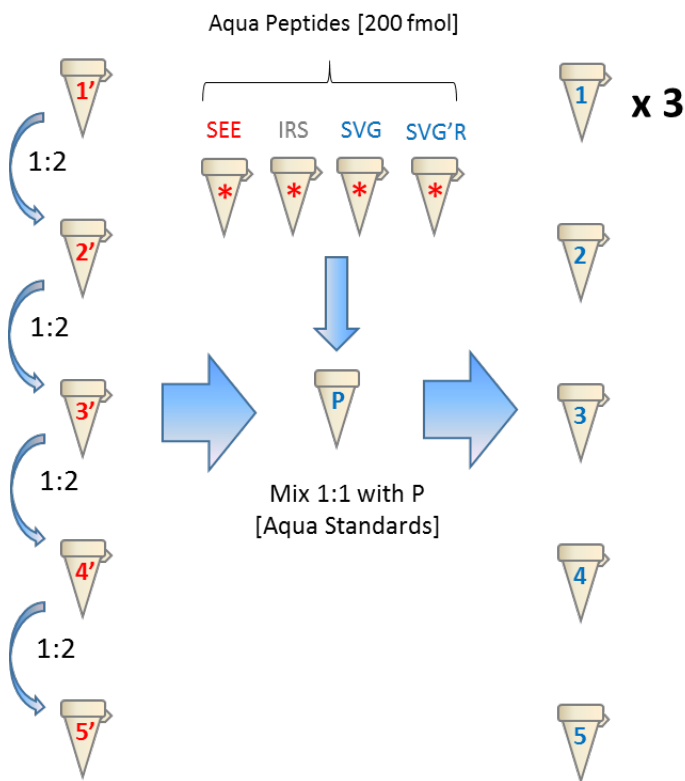 Aqua Peptides [200 fmol]
1’
1
x 3
SEE IRS SVG SVG’R
* * * *
1:2
2’
2
1:2
3’
P
3
1:2
Mix 1:1 with P
[Aqua Standards]
4’
4
1:2
5’
5